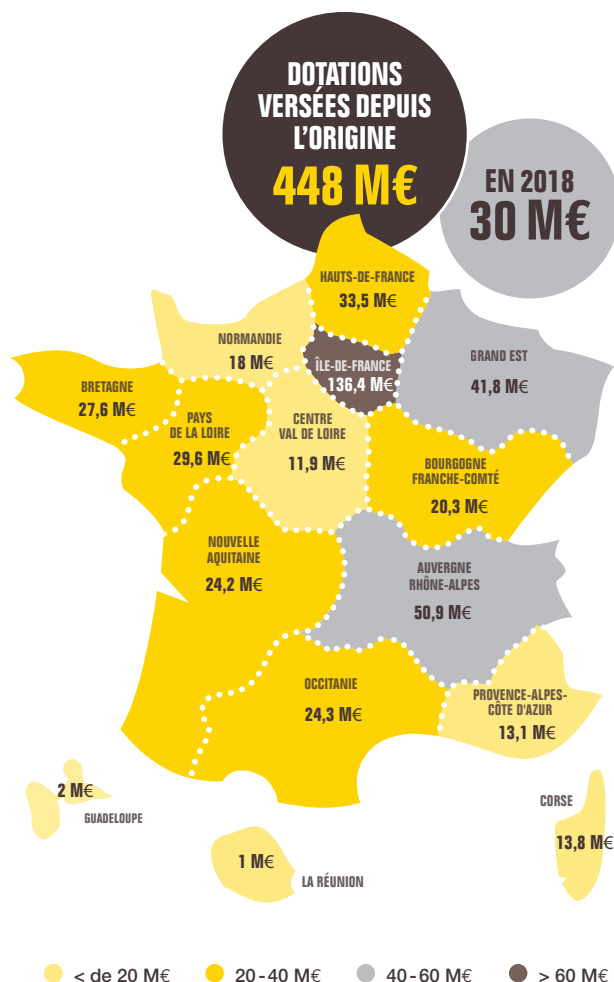 DOTATIONS
VERSÉES DEPUIS
L'ORIGINE
448 M€
EN 2018
30 M€
HAUTS-DE-FRANCE
33,5 M€
NORMANDIE
18 M€
ÎLE-DE-FRANCE
136,4 M€
GRAND EST
41,8 M€
BRETAGNE
27,6 M€
PAYS
DE LA LOIRE
29,6 M€
CENTRE
VAL DE LOIRE
11,9 M€
BOURGOGNE
FRANCHE-COMTÉ
20,3 M€
NOUVELLE
AQUITAINE
24,2 M€
AUVERGNE
RHÔNE-ALPES
50,9 M€
OCCITANIE
24,3 M€
PROVENCE-ALPES-
CÔTE D'AZUR
13,1 M€
2 M€
GUADELOUPE
1 M€
LA RÉUNION
CORSE
13,8 M€
< de 20 M€
20-40 M€
40-60 M€
> 60 M€